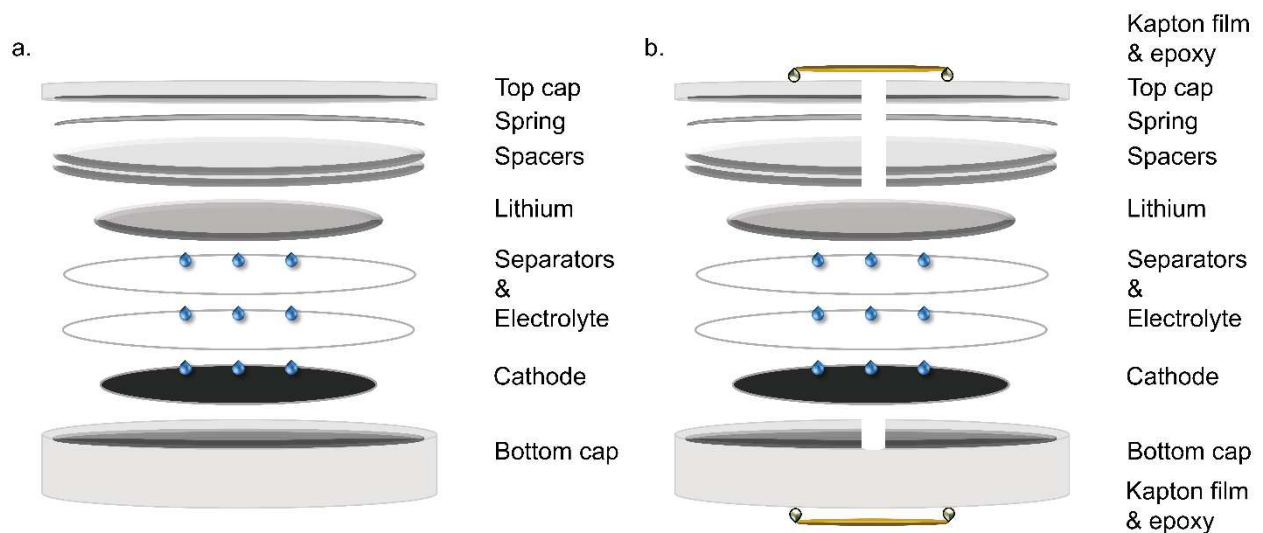 a.
Top cap
Spring
Spacers
Lithium
Separators
&
Electrolyte
Cathode
Bottom cap
b.
Kapton film
& epoxy
Top cap
Spring
Spacers
Lithium
Separators
&
Electrolyte
Cathode
Bottom cap
Kapton film
& epoxy